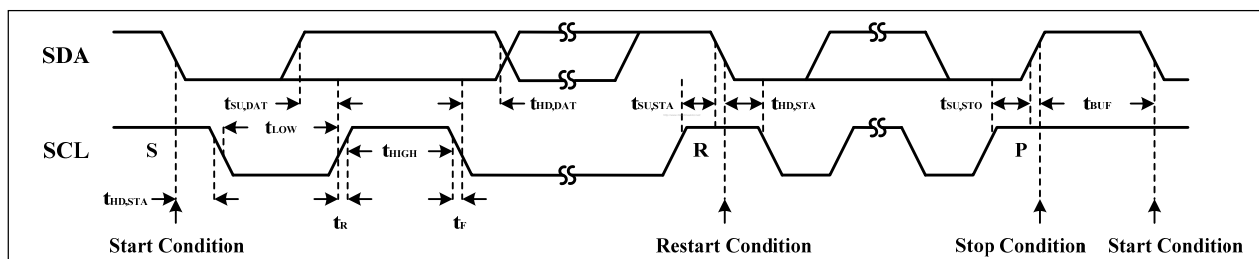 SDA
tSU,DAT
tHD,DAT
tSU,STA
tHD,STA
tSU,STO
tBUF
tLOW
SCL
S
tHIGH
R
P
tHD,STA
tR
tF
Start Condition
Restart Condition
Stop Condition
Start Condition